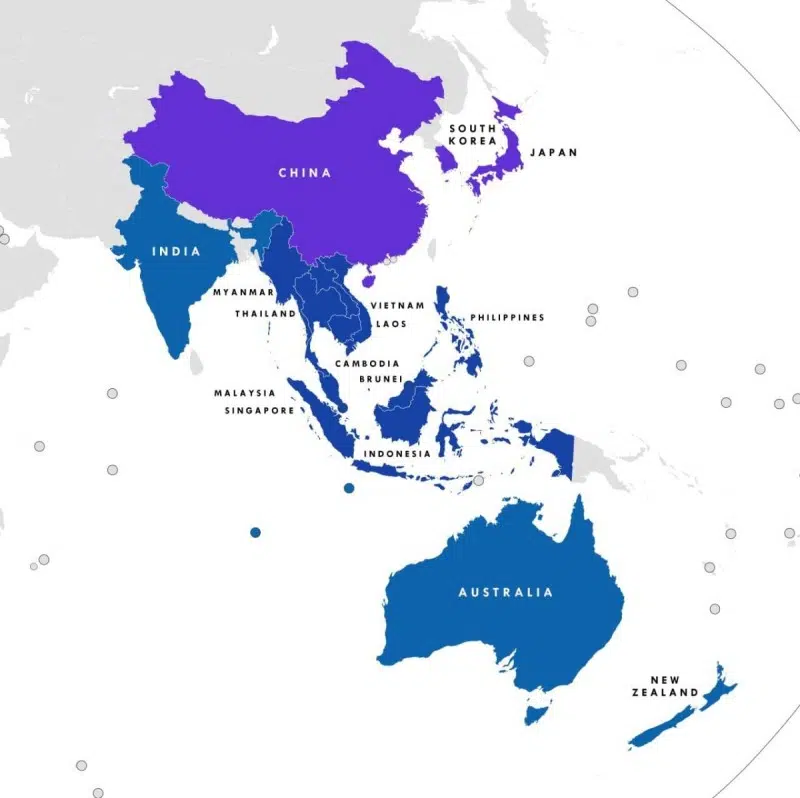 SOUTH
KOREA
JAPAN
CHINA
INDIA
MYANMAR
THAILAND
VIETNAM
LAOS
PHILIPPINES
CAMBODIA
BRUNEI
MALAYSIA
SINGAPORE
INDONESIA
AUSTRALIA
NEW
ZEALAND